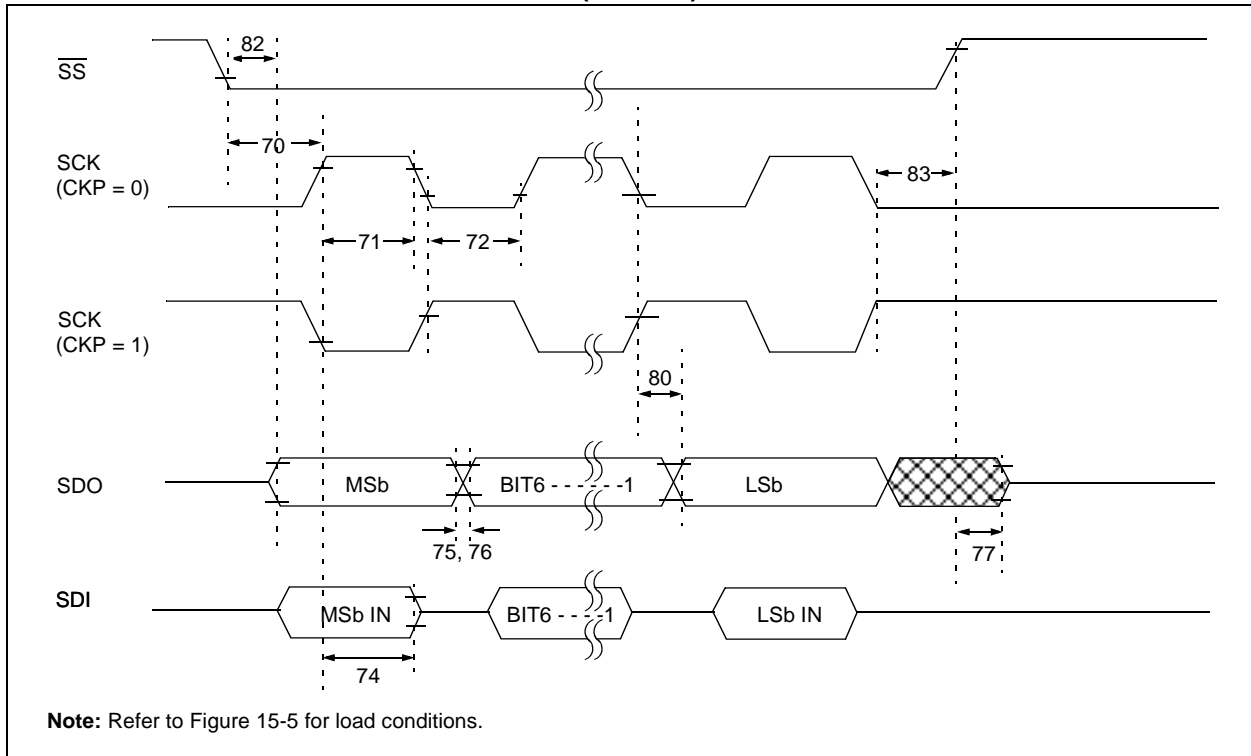 82
SS
70
SCK
(CKP = 0)
83
71
72
SCK
(CKP = 1)
80
SDO
MSb
BIT6 - - - - - -1
LSb
75, 76
77
SDI
MSb IN
BIT6 - - - -1
LSb IN
74
Note: Refer to Figure 15-5 for load conditions.